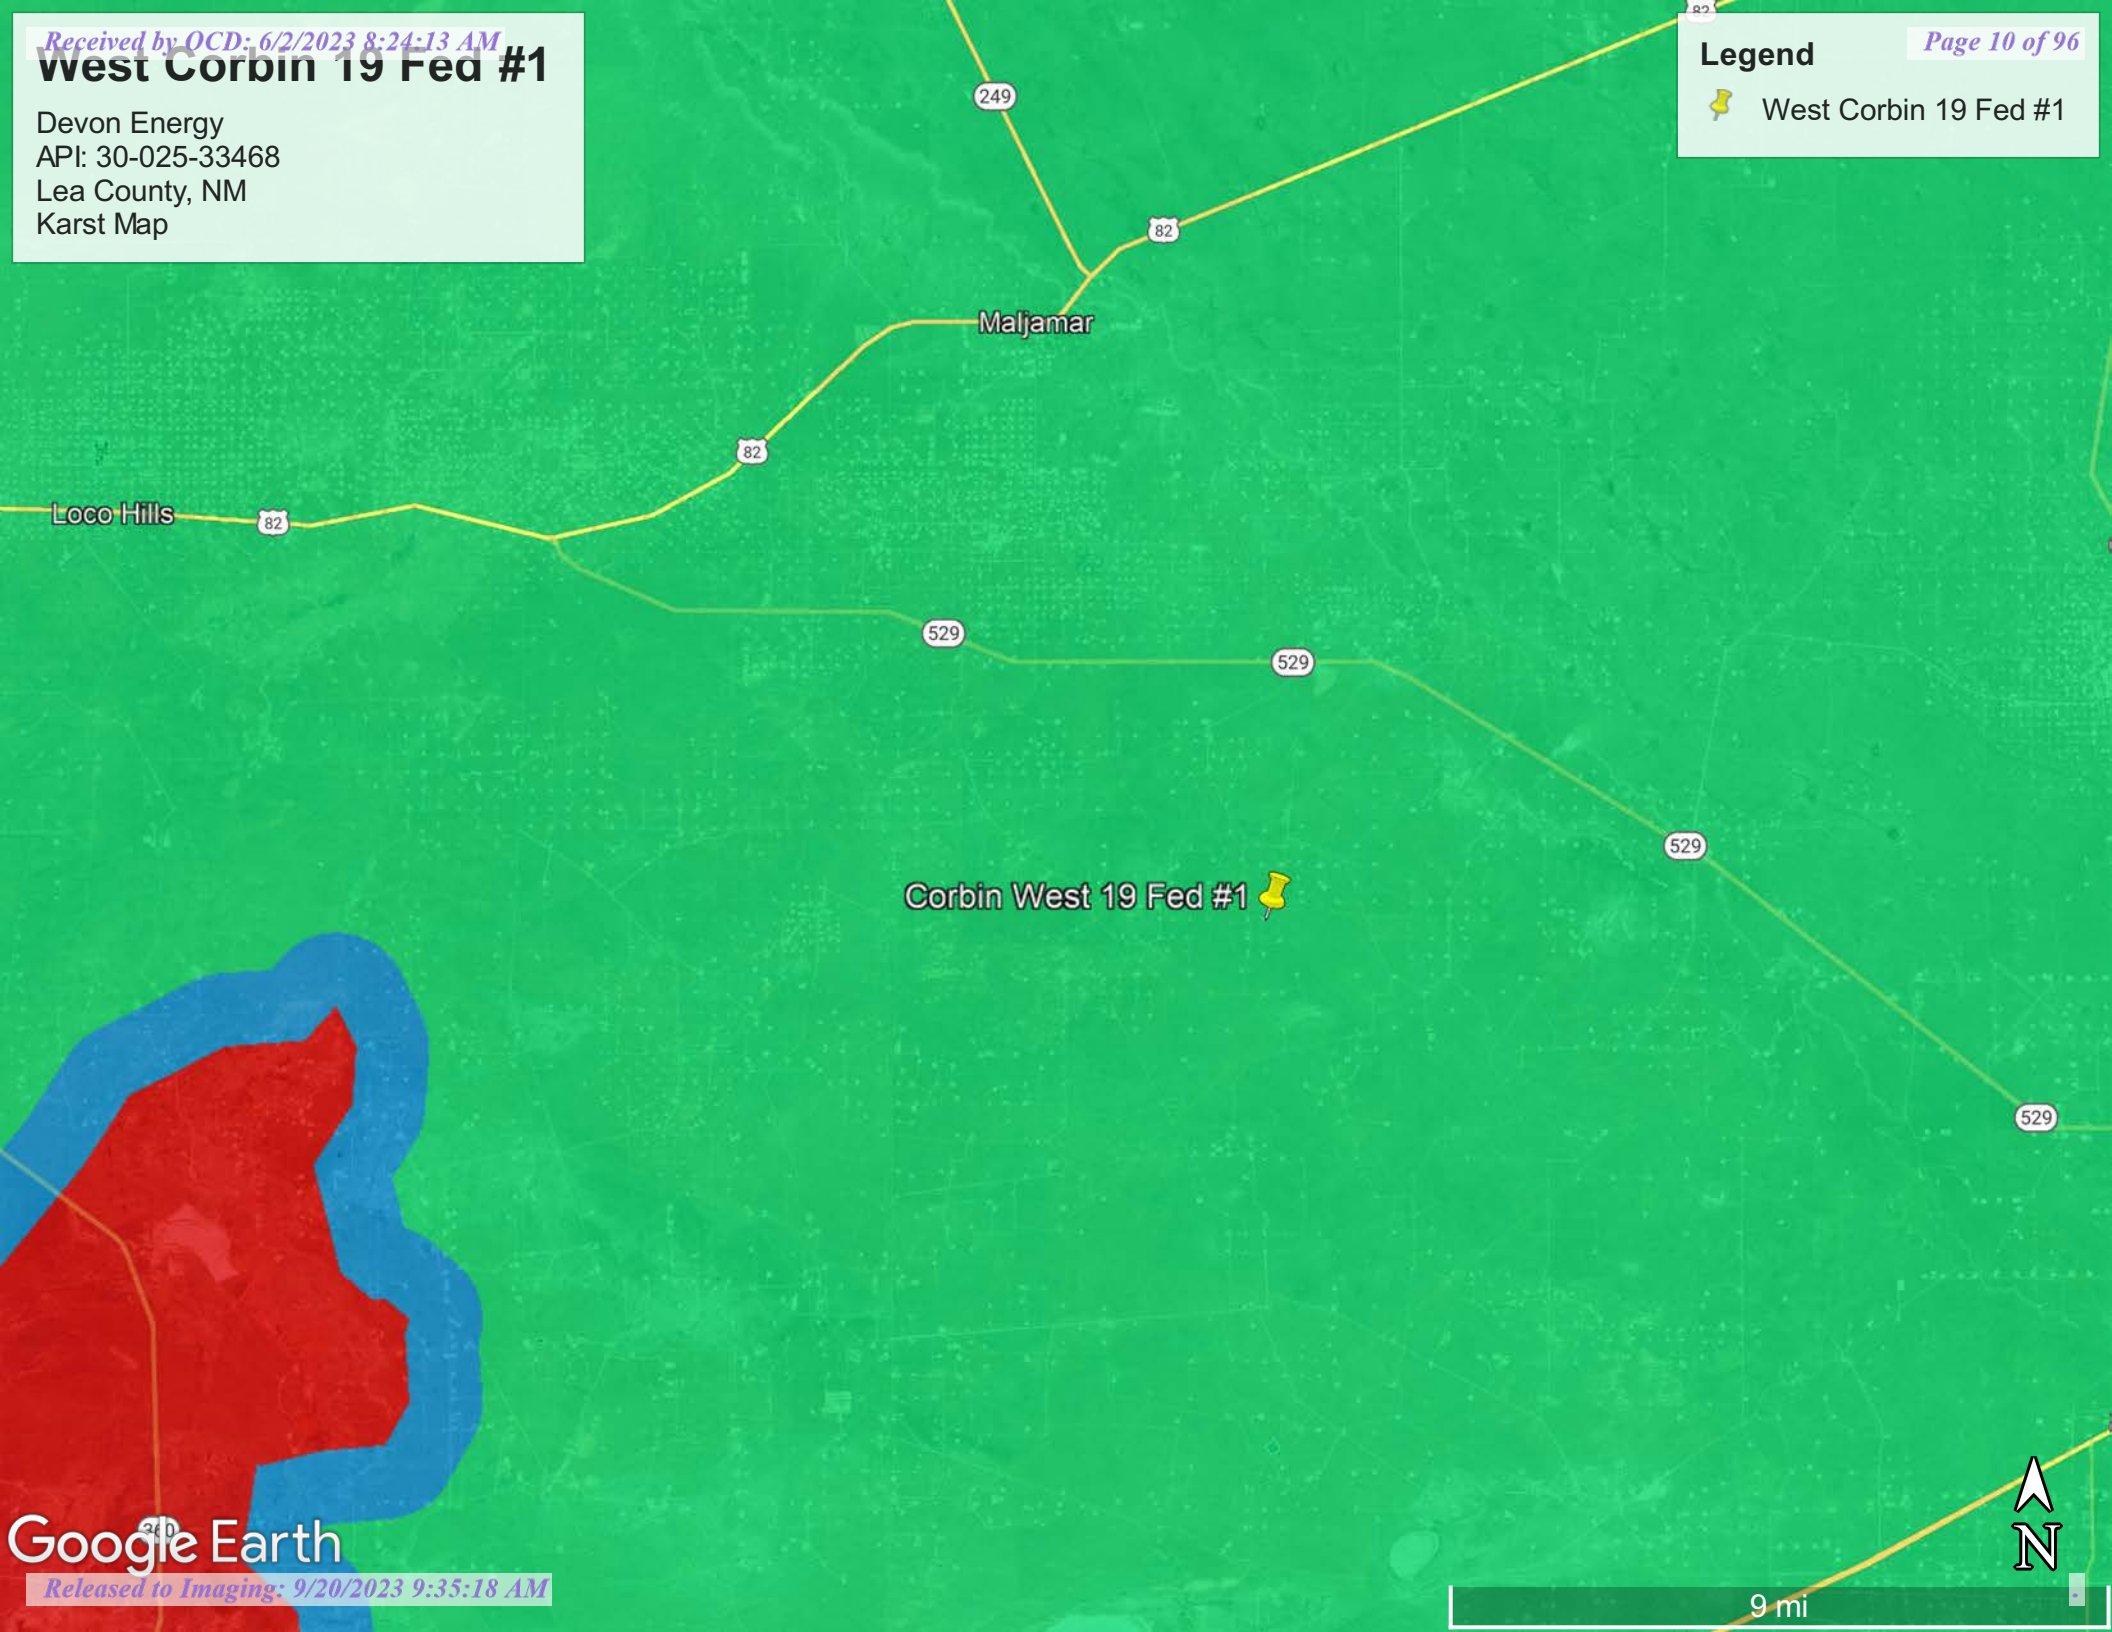 Received by OCD: 6/2/2023 8:24:13 AM
West Corbin 19 Fed #1
Devon Energy
API: 30-025-33468
Lea County, NM
Karst Map
Page 10 of 96
Legend
West Corbin 19 Fed #1
82
249
82
Maljamar
82
Loco Hills
82
529
529
529
Corbin West 19 Fed #1
529
360
Google Earth
N
Released to Imaging: 9/20/2023 9:35:18 AM
9 mi